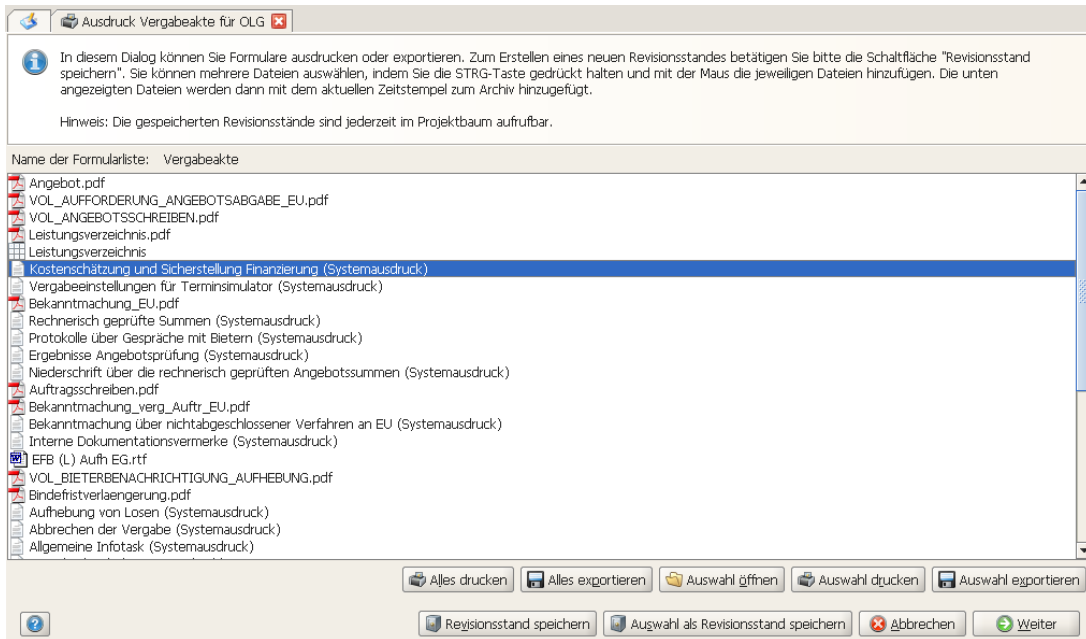 Ausdruck Vergabeakte für OLG
In diesem Dialog können Sie Formulare ausdrucken oder exportieren. Zum Erstellen eines neuen Revisionsstandes betätigen Sie bitte die Schaltfläche "Revisionsstand
speichern". Sie können mehrere Dateien auswählen, indem Sie die STRG-Taste gedrückt halten und mit der Maus die jeweiligen Dateien hinzufügen. Die unten
angezeigten Dateien werden dann mit dem aktuellen Zeitstempel zum Archiv hinzugefügt.
Hinweis: Die gespeicherten Revisionsstände sind jederzeit im Projektbaum aufrufbar.
Name der Formularliste: Vergabeakte
Angebot.pdf
VOL_AUFFORDERUNG_ANGEBOTSABGABE_EU.pdf
VOL_ANGEBOTSSCHREIBEN.pdf
Leistungsverzeichnis.pdf
Leistungsverzeichnis
Kostenschätzung und Sicherstellung Finanzierung (Systemausdruck)
Vergabeeinstellungen für Terminsimulator (Systemausdruck)
Bekanntmachung_EU.pdf
Rechnerisch geprüfte Summen (Systemausdruck)
Protokolle über Gespräche mit Bietern (Systemausdruck)
Ergebnisse Angebotsprüfung (Systemausdruck)
Niederschrift über die rechnerisch geprüften Angebotssummen (Systemausdruck)
Auftragsschreiben.pdf
Bekanntmachung_verg_Auftr_EU.pdf
Bekanntmachung über nichtabgeschlossener Verfahren an EU (Systemausdruck)
Interne Dokumentationsvermerke (Systemausdruck)
EFB (L) Aufh EG.rtf
VOL_BIETERBENACHRICHTIGUNG_AUFHEBUNG.pdf
Bindefristverlaengerung.pdf
Aufhebung von Losen (Systemausdruck)
Abbrechen der Vergabe (Systemausdruck)
Allgemeine Infotask (Systemausdruck)
Alles drucken Alles exportieren Auswahl öffnen Auswahl drucken Auswahl exportieren
Revisionsstand speichern Auswahl als Revisionsstand speichern Abbrechen Weiter